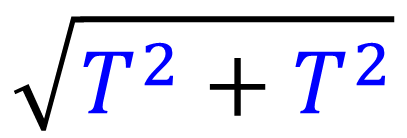 √(T² + T²)